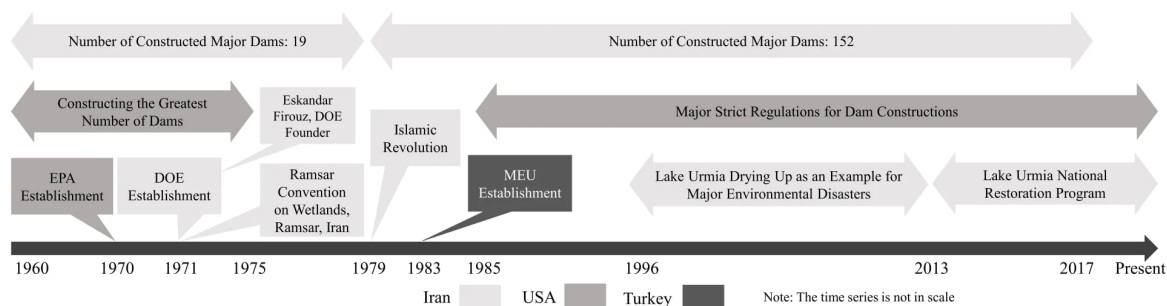 Number of Constructed Major Dams: 19
Number of Constructed Major Dams: 152
Constructing the Greatest
Number of Dams
Eskandar
Firouz, DOE
Founder
Islamic
Revolution
Major Strict Regulations for Dam Constructions
EPA
Establishment
DOE
Establishment
Ramsar
Convention
on Wetlands,
Ramsar, Iran
MEU
Establishment
Lake Urmia Drying Up as an Example for
Major Environmental Disasters
Lake Urmia National
Restoration Program
1960 1970 1971 1975 1979 1983 1985 1996 2013 2017 Present
Iran USA Turkey Note: The time series is not in scale